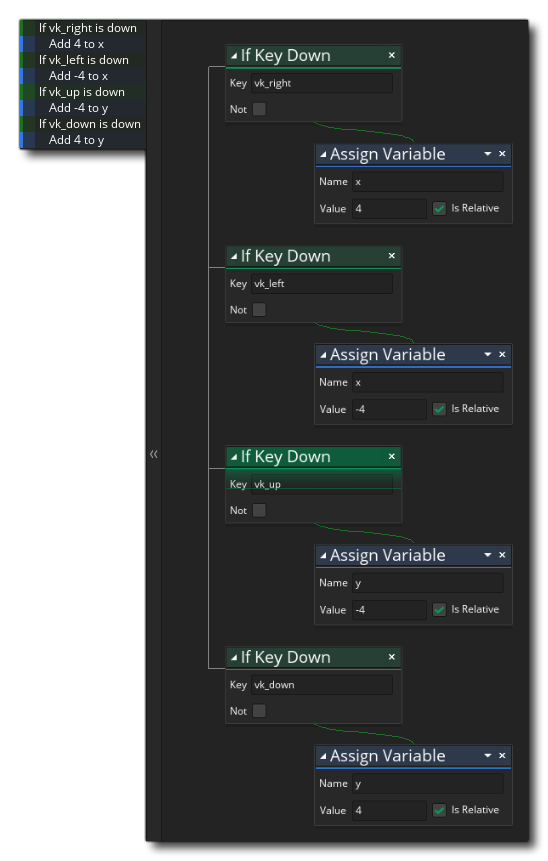 If vk_right is down
Add 4 to x
If vk_left is down
Add -4 to x
If vk_up is down
Add -4 to y
If vk_down is down
Add 4 to y
If Key Down
Key vk_right
Not
Assign Variable
Name x
Value 4 Is Relative
If Key Down
Key vk_left
Not
Assign Variable
Name x
Value -4 Is Relative
If Key Down
Key vk_up
Not
Assign Variable
Name y
Value -4 Is Relative
If Key Down
Key vk_down
Not
Assign Variable
Name y
Value 4 Is Relative